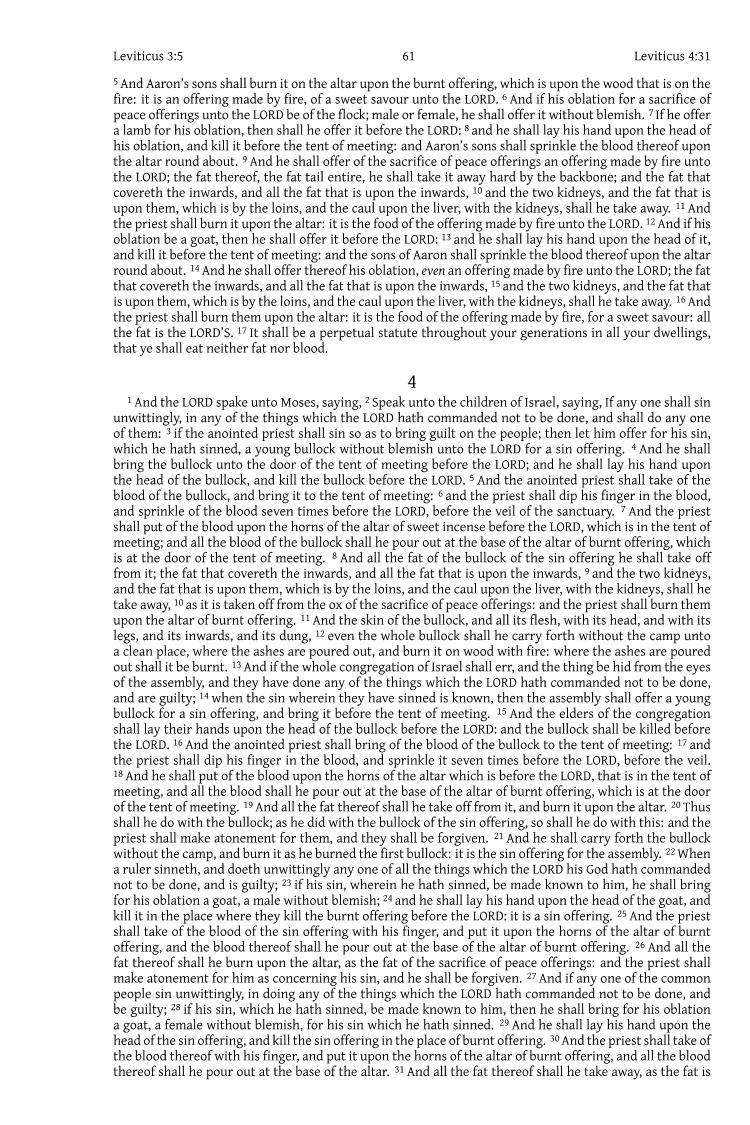 Leviticus 3:5 61 Leviticus 4:31
5 And Aaron's sons shall burn it on the altar upon the burnt offering, which is upon the wood that is on the
fire: it is an offering made by fire, of a sweet savour unto the LORD. 6 And if his oblation for a sacrifice of
peace offerings unto the LORD be of the flock; male or female, he shall offer it without blemish. 7 If he offer
a lamb for his oblation, then shall he offer it before the LORD: 8 and he shall lay his hand upon the head of
his oblation, and kill it before the tent of meeting: and Aaron's sons shall sprinkle the blood thereof upon
the altar round about. 9 And he shall offer of the sacrifice of peace offerings an offering made by fire unto
the LORD; the fat thereof, the fat tail entire, he shall take it away hard by the backbone; and the fat that
covereth the inwards, and all the fat that is upon the inwards, 10 and the two kidneys, and the fat that is
upon them, which is by the loins, and the caul upon the liver, with the kidneys, shall he take away. 11 And
the priest shall burn it upon the altar: it is the food of the offering made by fire unto the LORD. 12 And if his
oblation be a goat, then he shall offer it before the LORD: 13 and he shall lay his hand upon the head of it,
and kill it before the tent of meeting: and the sons of Aaron shall sprinkle the blood thereof upon the altar
round about. 14 And he shall offer thereof his oblation, even an offering made by fire unto the LORD; the fat
that covereth the inwards, and all the fat that is upon the inwards, 15 and the two kidneys, and the fat that
is upon them, which is by the loins, and the caul upon the liver, with the kidneys, shall he take away. 16 And
the priest shall burn them upon the altar: it is the food of the offering made by fire, for a sweet savour: all
the fat is the LORD'S. 17 It shall be a perpetual statute throughout your generations in all your dwellings,
that ye shall eat neither fat nor blood.
4
1 And the LORD spake unto Moses, saying, 2 Speak unto the children of Israel, saying, If any one shall sin
unwittingly, in any of the things which the LORD hath commanded not to be done, and shall do any one
of them: 3 if the anointed priest shall sin so as to bring guilt on the people; then let him offer for his sin,
which he hath sinned, a young bullock without blemish unto the LORD for a sin offering. 4 And he shall
bring the bullock unto the door of the tent of meeting before the LORD; and he shall lay his hand upon
the head of the bullock, and kill the bullock before the LORD. 5 And the anointed priest shall take of the
blood of the bullock, and bring it to the tent of meeting: 6 and the priest shall dip his finger in the blood,
and sprinkle of the blood seven times before the LORD, before the veil of the sanctuary. 7 And the priest
shall put of the blood upon the horns of the altar of sweet incense before the LORD, which is in the tent of
meeting; and all the blood of the bullock shall he pour out at the base of the altar of burnt offering, which
is at the door of the tent of meeting. 8 And all the fat of the bullock of the sin offering he shall take off
from it; the fat that covereth the inwards, and all the fat that is upon the inwards, 9 and the two kidneys,
and the fat that is upon them, which is by the loins, and the caul upon the liver, with the kidneys, shall he
take away, 10 as it is taken off from the ox of the sacrifice of peace offerings: and the priest shall burn them
upon the altar of burnt offering. 11 And the skin of the bullock, and all its flesh, with its head, and with its
legs, and its inwards, and its dung, 12 even the whole bullock shall he carry forth without the camp unto
a clean place, where the ashes are poured out, and burn it on wood with fire: where the ashes are poured
out shall it be burnt. 13 And if the whole congregation of Israel shall err, and the thing be hid from the eyes
of the assembly, and they have done any of the things which the LORD hath commanded not to be done,
and are guilty; 14 when the sin wherein they have sinned is known, then the assembly shall offer a young
bullock for a sin offering, and bring it before the tent of meeting. 15 And the elders of the congregation
shall lay their hands upon the head of the bullock before the LORD: and the bullock shall be killed before
the LORD. 16 And the anointed priest shall bring of the blood of the bullock to the tent of meeting: 17 and
the priest shall dip his finger in the blood, and sprinkle it seven times before the LORD, before the veil.
18 And he shall put of the blood upon the horns of the altar which is before the LORD, that is in the tent of
meeting, and all the blood shall he pour out at the base of the altar of burnt offering, which is at the door
of the tent of meeting. 19 And all the fat thereof shall he take off from it, and burn it upon the altar. 20 Thus
shall he do with the bullock; as he did with the bullock of the sin offering, so shall he do with this: and the
priest shall make atonement for them, and they shall be forgiven. 21 And he shall carry forth the bullock
without the camp, and burn it as he burned the first bullock: it is the sin offering for the assembly. 22 When
a ruler sinneth, and doeth unwittingly any one of all the things which the LORD his God hath commanded
not to be done, and is guilty; 23 if his sin, wherein he hath sinned, be made known to him, he shall bring
for his oblation a goat, a male without blemish; 24 and he shall lay his hand upon the head of the goat, and
kill it in the place where they kill the burnt offering before the LORD: it is a sin offering. 25 And the priest
shall take of the blood of the sin offering with his finger, and put it upon the horns of the altar of burnt
offering, and the blood thereof shall he pour out at the base of the altar of burnt offering. 26 And all the
fat thereof shall he burn upon the altar, as the fat of the sacrifice of peace offerings: and the priest shall
make atonement for him as concerning his sin, and he shall be forgiven. 27 And if any one of the common
people sin unwittingly, in doing any of the things which the LORD hath commanded not to be done, and
be guilty; 28 if his sin, which he hath sinned, be made known to him, then he shall bring for his oblation
a goat, a female without blemish, for his sin which he hath sinned. 29 And he shall lay his hand upon the
head of the sin offering, and kill the sin offering in the place of burnt offering. 30 And the priest shall take of
the blood thereof with his finger, and put it upon the horns of the altar of burnt offering, and all the blood
thereof shall he pour out at the base of the altar. 31 And all the fat thereof shall he take away, as the fat is